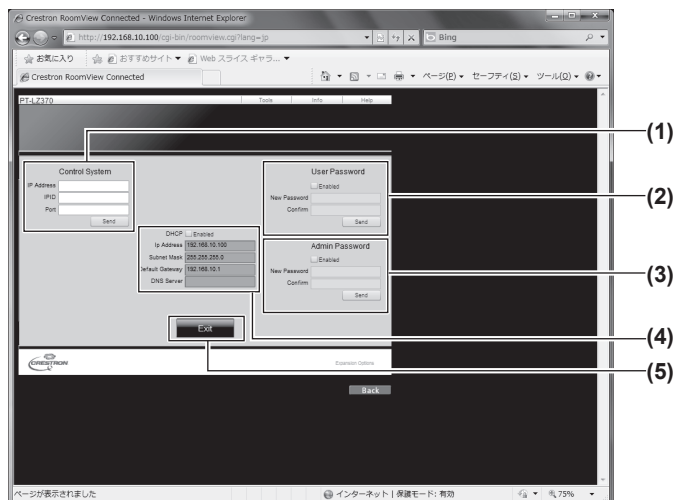 Crestron RoomView Connected - Windows Internet Explorer
http://192.168.10.100/cgi-bin/roomview.cgi?lang=jp
Bing
お気に入り
おすすめサイト
Web スライス ギャラ...
Crestron RoomView Connected
ページ(P)
セーフティ(S)
ツール(O)
PT-LZ370
Tools
Info
Help
(1)
Control System
IP Address
IPID
Port
Send
User Password
Enabled
New Password
Confirm
Send
(2)
DHCP
Enabled
Ip Address
192.168.10.100
Subnet Mask
255.255.255.0
Default Gateway
192.168.10.1
DNS Server
Admin Password
Enabled
New Password
Confirm
Send
(3)
Exit
(4)
CRESTRON
Expansion Options
(5)
Back
ページが表示されました
インターネット | 保護モード: 有効
75%